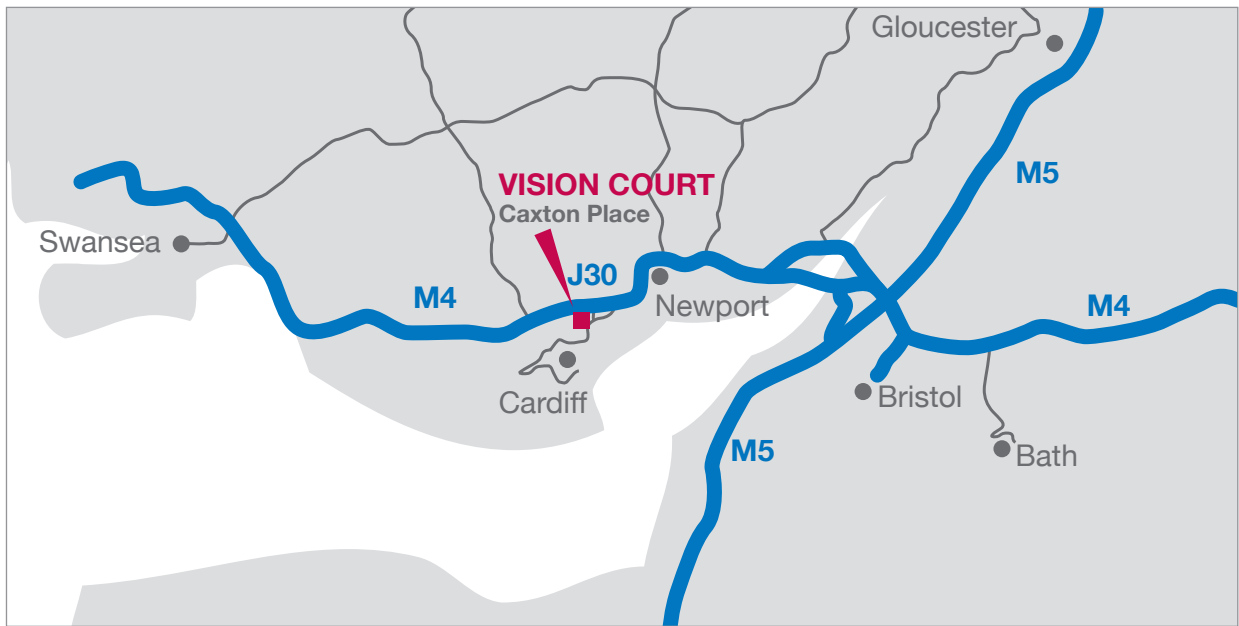 Gloucester
M5
VISION COURT
Caxton Place
Swansea
J30
M4
Newport
M4
Cardiff
Bristol
M5
Bath